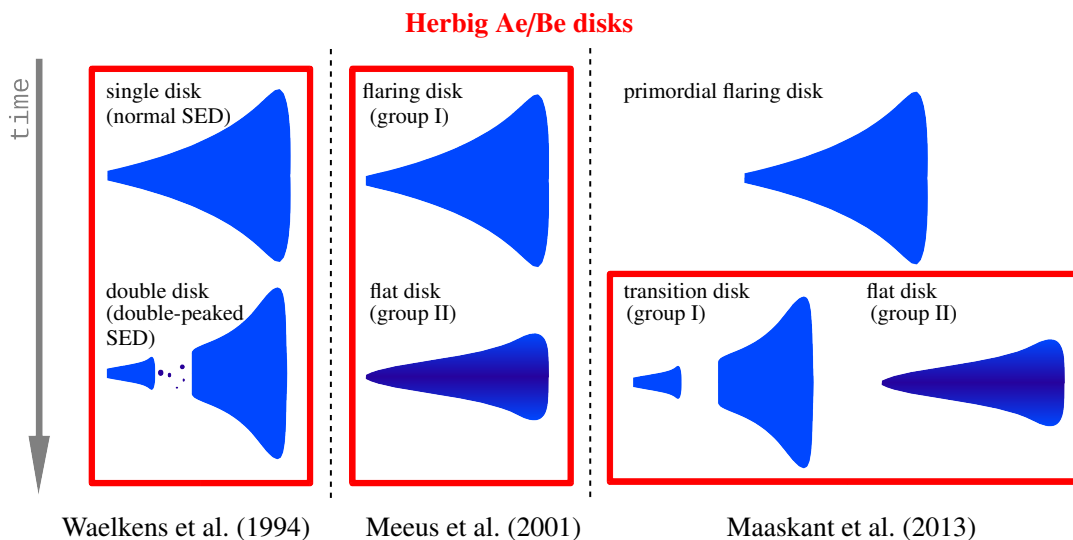 Herbig Ae/Be disks
time
single disk
(normal SED)
double disk
(double-peaked
SED)
Waelkens et al. (1994)
flaring disk
(group I)
flat disk
(group II)
Meeus et al. (2001)
primordial flaring disk
transition disk
(group I)
flat disk
(group II)
Maaskant et al. (2013)